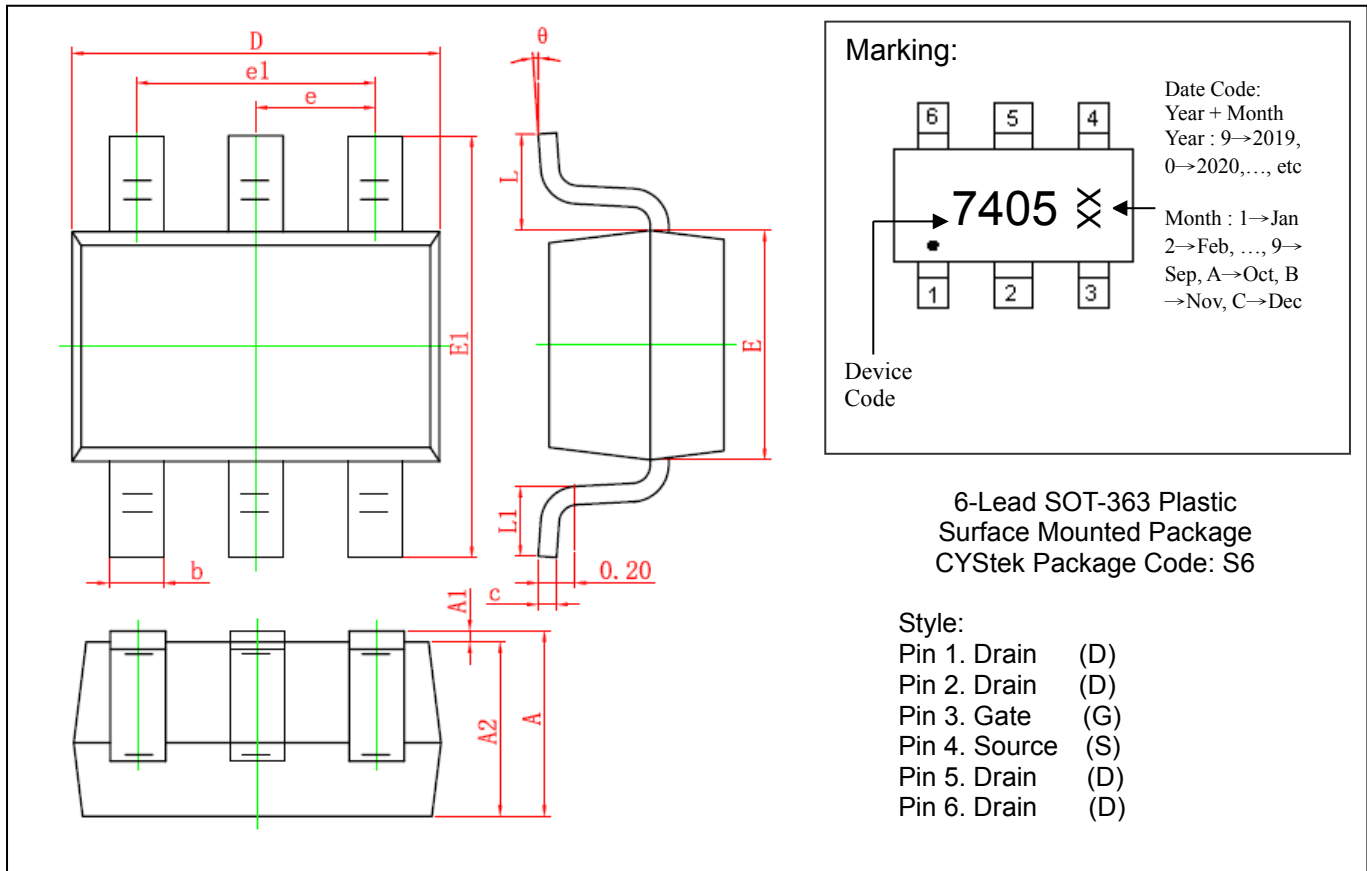 D
e1
e
E1
b
θ
L
E
L1
c
0.20
A1
A2
A
Marking:
6
5
4
7405 XX
1
2
3
Device
Code
Date Code:
Year + Month
Year : 9→2019,
0→2020,…, etc
Month : 1→Jan
2→Feb, …, 9→
Sep, A→Oct, B
→Nov, C→Dec
6-Lead SOT-363 Plastic
Surface Mounted Package
CYStek Package Code: S6
Style:
Pin 1. Drain (D)
Pin 2. Drain (D)
Pin 3. Gate (G)
Pin 4. Source (S)
Pin 5. Drain (D)
Pin 6. Drain (D)